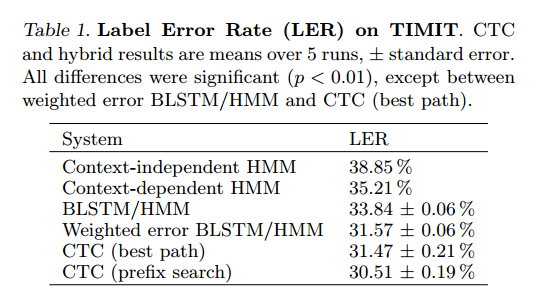 Table 1. Label Error Rate (LER) on TIMIT. CTC
and hybrid results are means over 5 runs, ± standard error.
All differences were significant (p < 0.01), except between
weighted error BLSTM/HMM and CTC (best path).
System LER
Context-independent HMM 38.85 %
Context-dependent HMM 35.21 %
BLSTM/HMM 33.84 ± 0.06 %
Weighted error BLSTM/HMM 31.57 ± 0.06 %
CTC (best path) 31.47 ± 0.21 %
CTC (prefix search) 30.51 ± 0.19 %